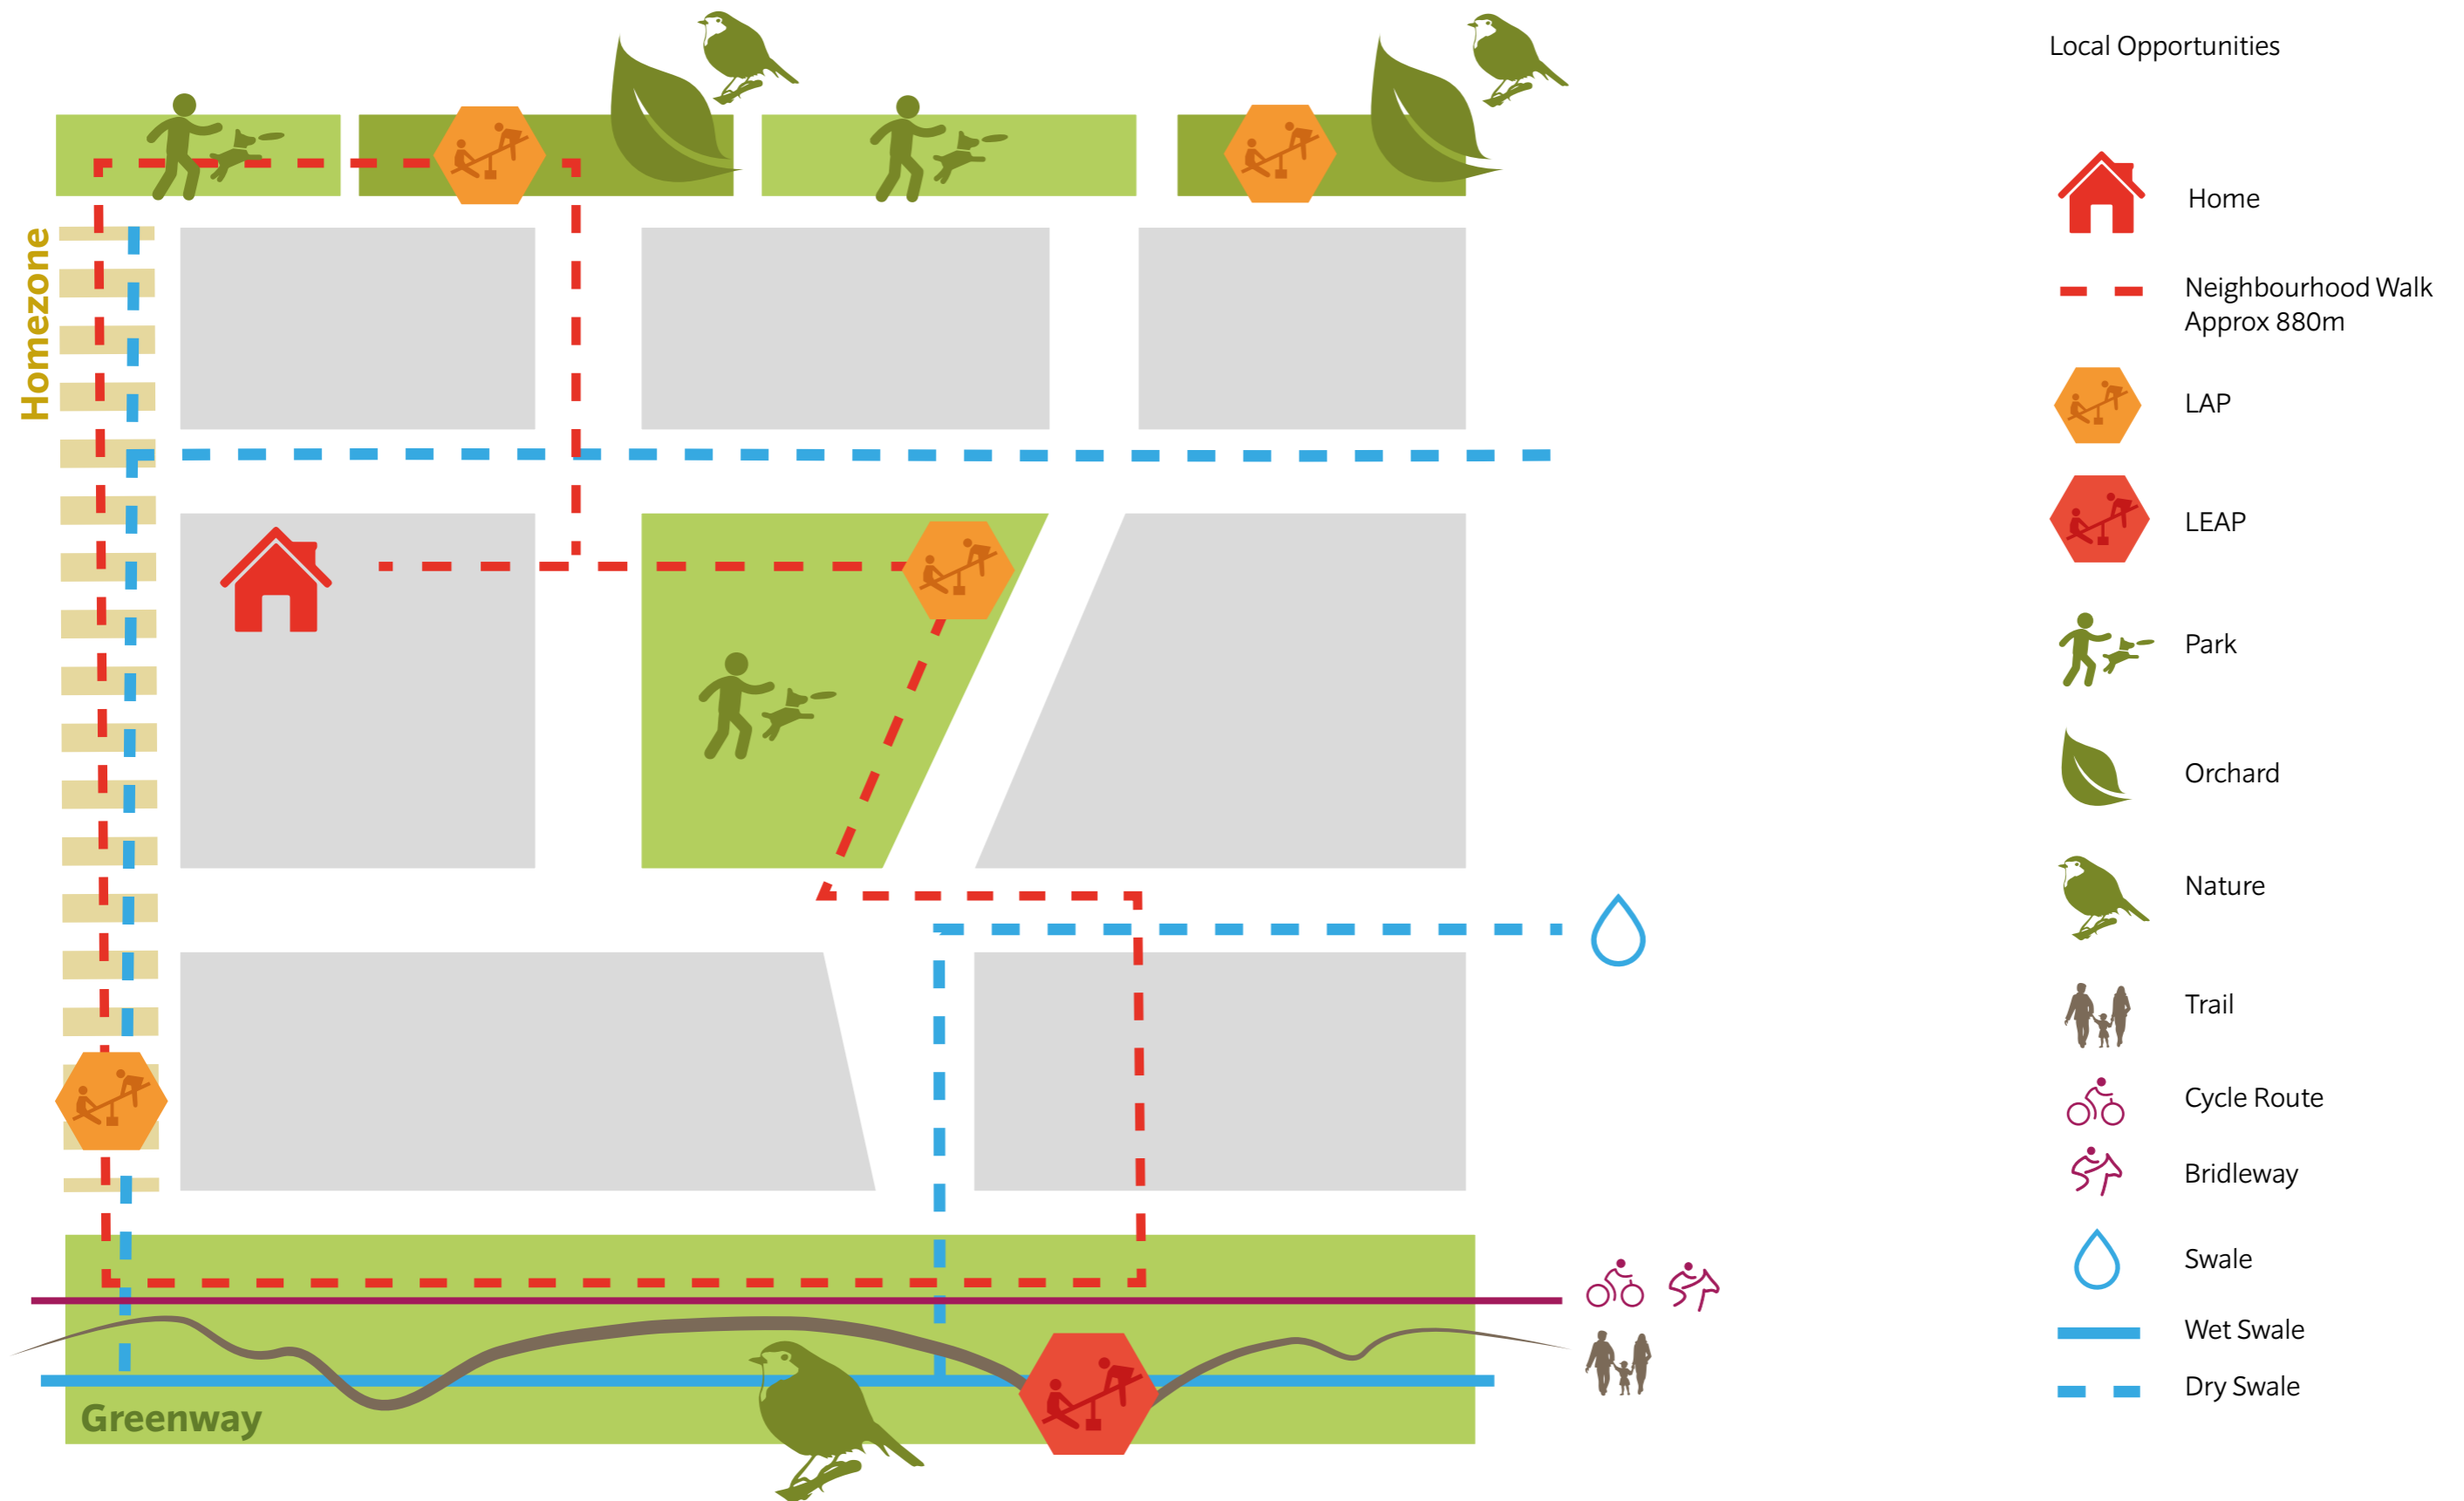 Local Opportunities
Home
Neighbourhood Walk
Approx 880m
LAP
LEAP
Park
Orchard
Nature
Trail
Cycle Route
Bridleway
Swale
Wet Swale
Dry Swale
Homezone
Greenway